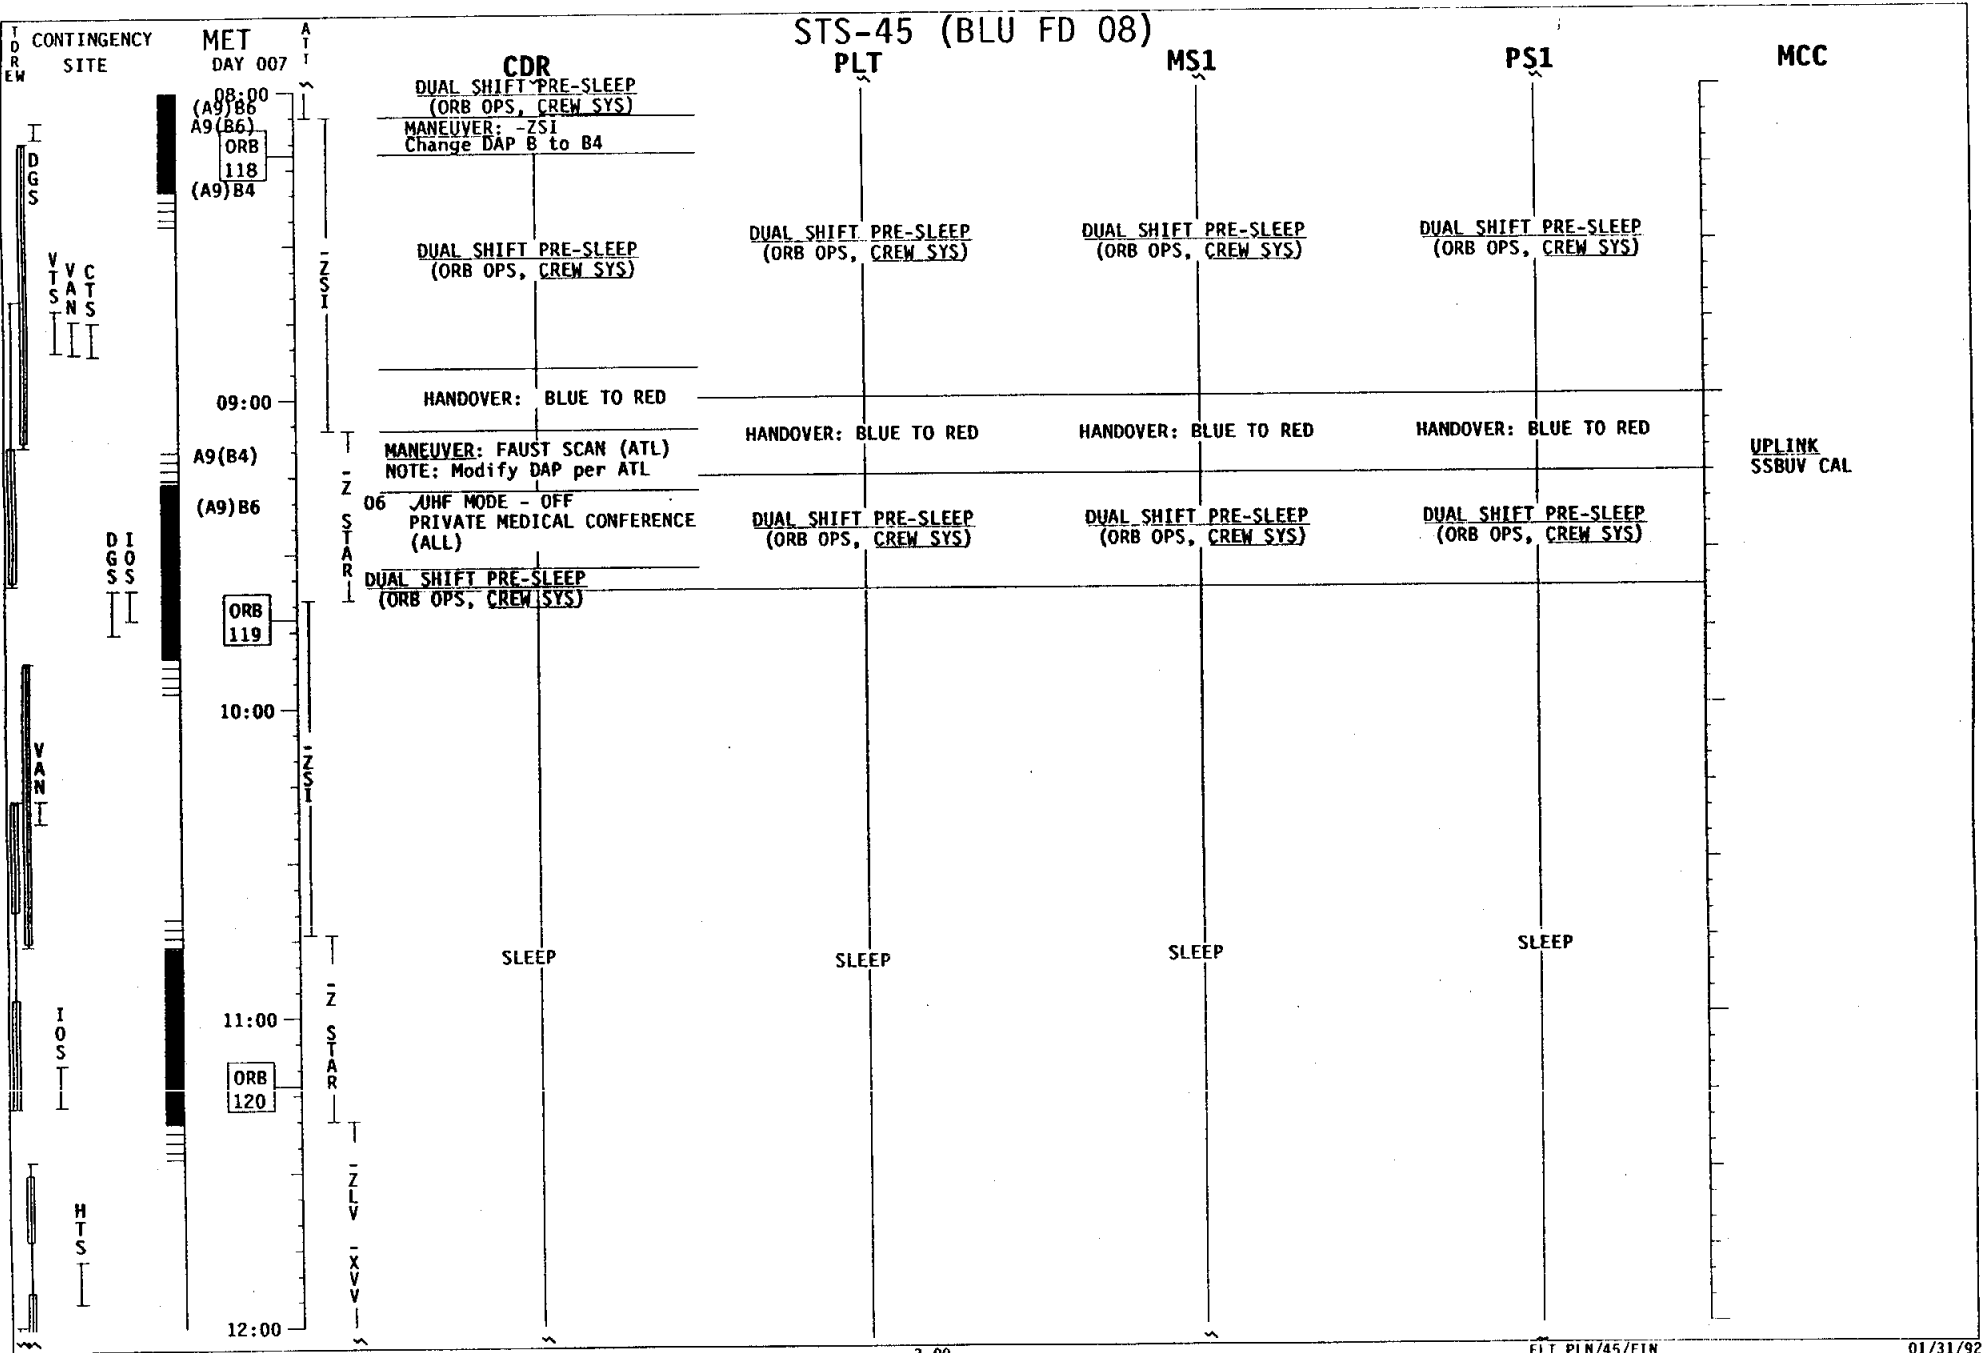 STS-45 (BLU FD 08)
TDR
EW
CONTINGENCY
SITE
MET
DAY 007
ATT
CDR
PLT
MS1
PS1
MCC
08:00
(A9)B6
A9(B6)
ORB
118
(A9)B4
09:00
A9(B4)
(A9)B6
ORB
119
10:00
11:00
ORB
120
12:00
DGS
VTS
VAN
CTS
DGS
IOS
VAN
IOS
HTS
-ZSI
-Z STAR
-ZSI
-Z STAR
-ZLV -XVV
DUAL SHIFT PRE-SLEEP
(ORB OPS, CREW SYS)
MANEUVER: -ZSI
Change DAP B to B4
DUAL SHIFT PRE-SLEEP
(ORB OPS, CREW SYS)
HANDOVER: BLUE TO RED
MANEUVER: FAUST SCAN (ATL)
NOTE: Modify DAP per ATL
06 √UHF MODE - OFF
PRIVATE MEDICAL CONFERENCE
(ALL)
DUAL SHIFT PRE-SLEEP
(ORB OPS, CREW SYS)
SLEEP
DUAL SHIFT PRE-SLEEP
(ORB OPS, CREW SYS)
HANDOVER: BLUE TO RED
DUAL SHIFT PRE-SLEEP
(ORB OPS, CREW SYS)
SLEEP
DUAL SHIFT PRE-SLEEP
(ORB OPS, CREW SYS)
HANDOVER: BLUE TO RED
DUAL SHIFT PRE-SLEEP
(ORB OPS, CREW SYS)
SLEEP
DUAL SHIFT PRE-SLEEP
(ORB OPS, CREW SYS)
HANDOVER: BLUE TO RED
DUAL SHIFT PRE-SLEEP
(ORB OPS, CREW SYS)
SLEEP
UPLINK
SSBUV CAL
FLT PLN/45/FIN
01/31/92